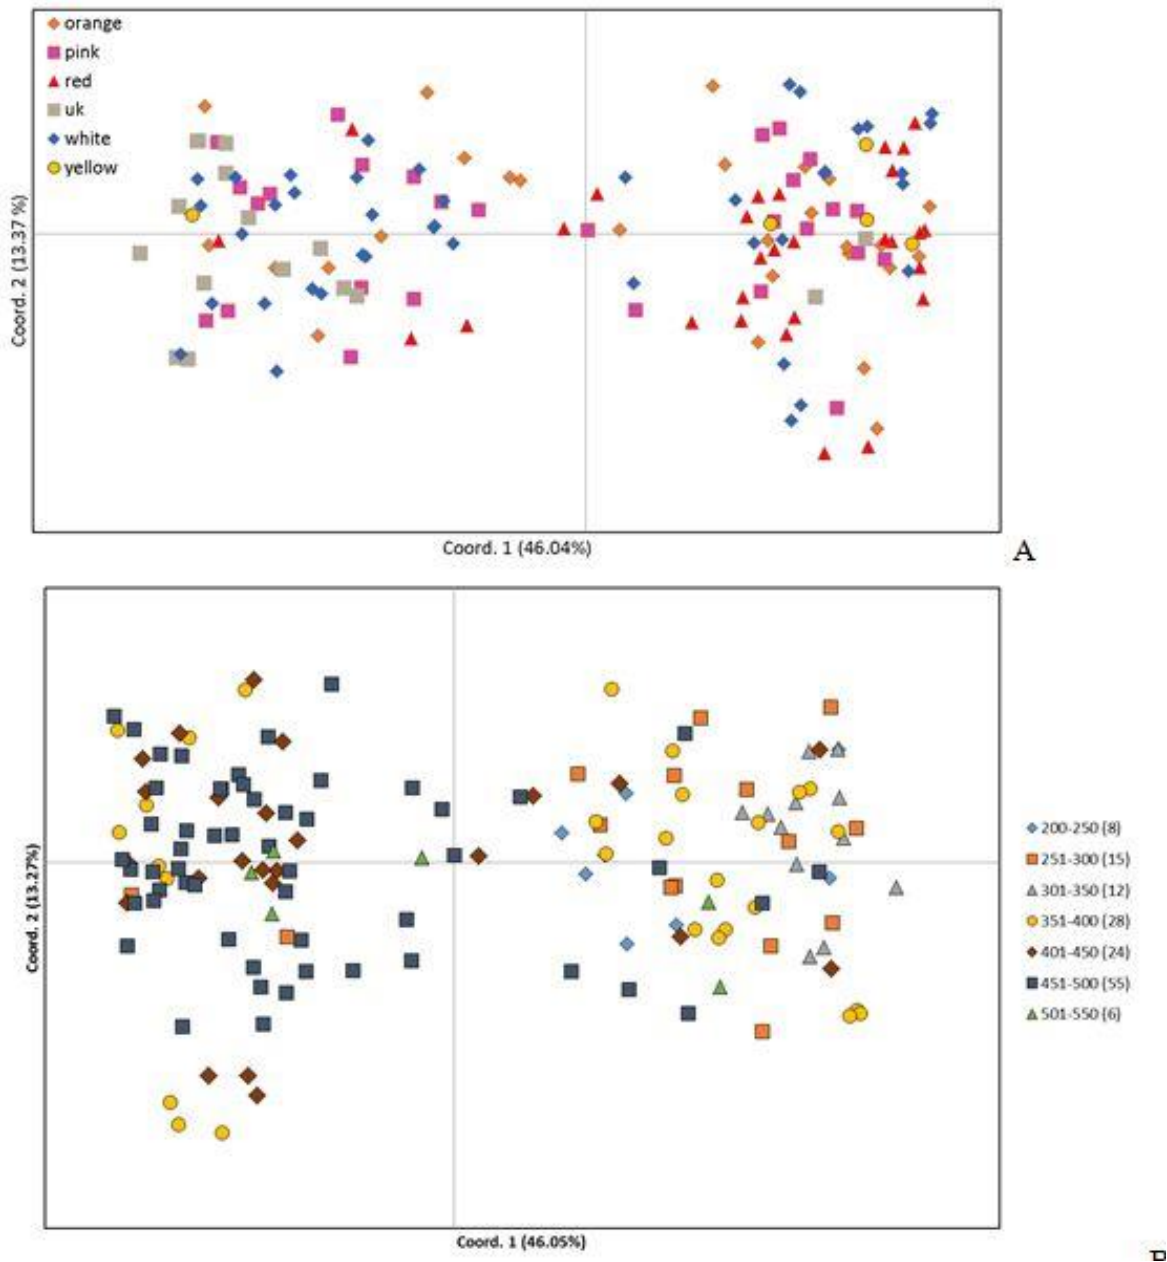 orange
pink
red
uk
white
yellow
Coord. 2 (13.37 %)
Coord. 1 (46.04%)
A
Coord. 2 (13.27%)
200-250 (8)
251-300 (15)
301-350 (12)
351-400 (28)
401-450 (24)
451-500 (55)
501-550 (6)
Coord. 1 (46.05%)